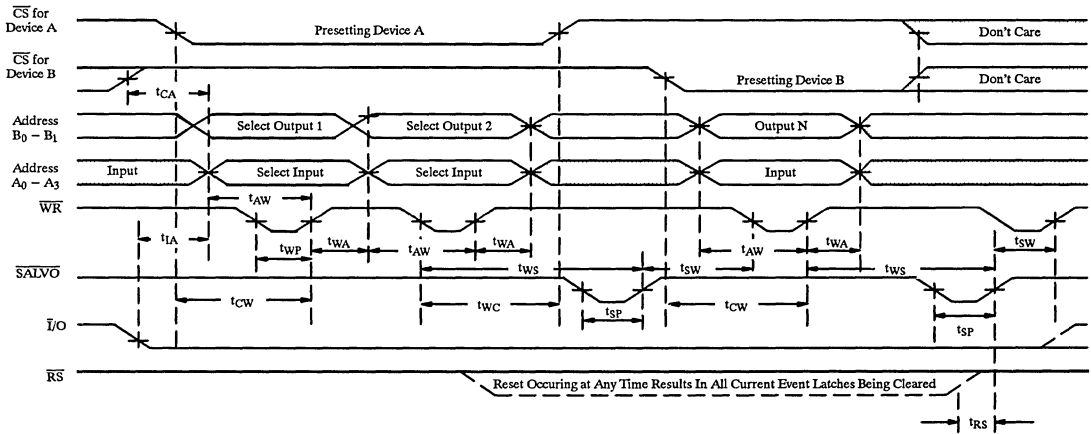 CS for
Device A
Presetting Device A
Don't Care
CS for
Device B
Presetting Device B
Don't Care
tCA
Address
B0 – B1
Select Output 1
Select Output 2
Output N
Address
A0 – A3
Input
Select Input
Select Input
Input
tAW
WR
tIA
tWP
tWA
tAW
tWA
tAW
tWA
tSW
tWS
tSW
tWS
SALVO
tCW
tWC
tSP
tCW
tSP
I/O
RS
Reset Occuring at Any Time Results In All Current Event Latches Being Cleared
tRS